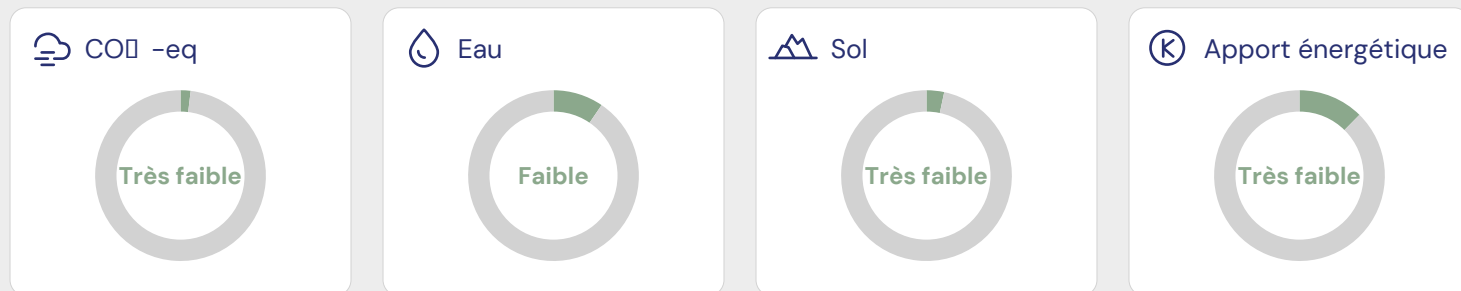 CO▯ -eq
Très faible
Eau
Faible
Sol
Très faible
Apport énergétique
Très faible